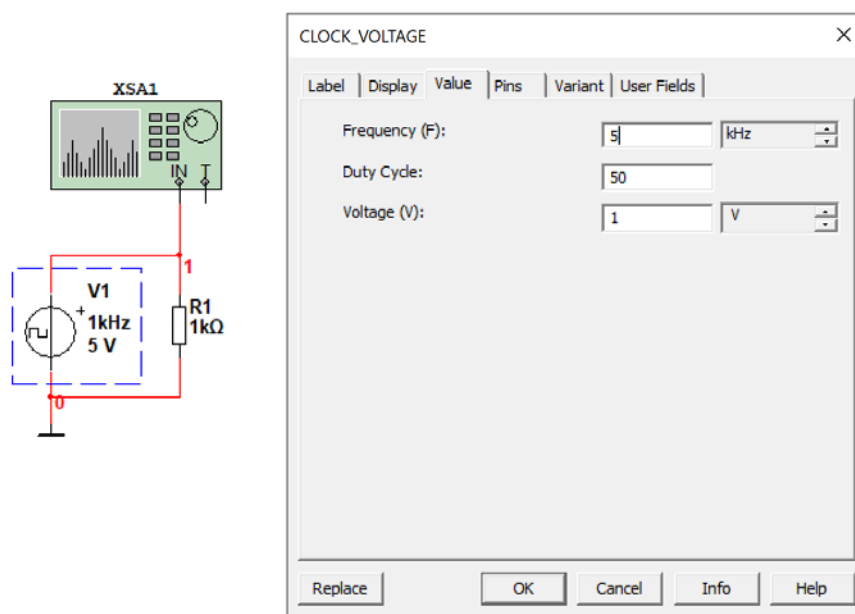 XSA1
IN T
1
V1
+
1kHz
5 V
R1
1kΩ
0
CLOCK_VOLTAGE
Label Display Value Pins Variant User Fields
Frequency (F): 5 kHz
Duty Cycle: 50
Voltage (V): 1 V
Replace OK Cancel Info Help